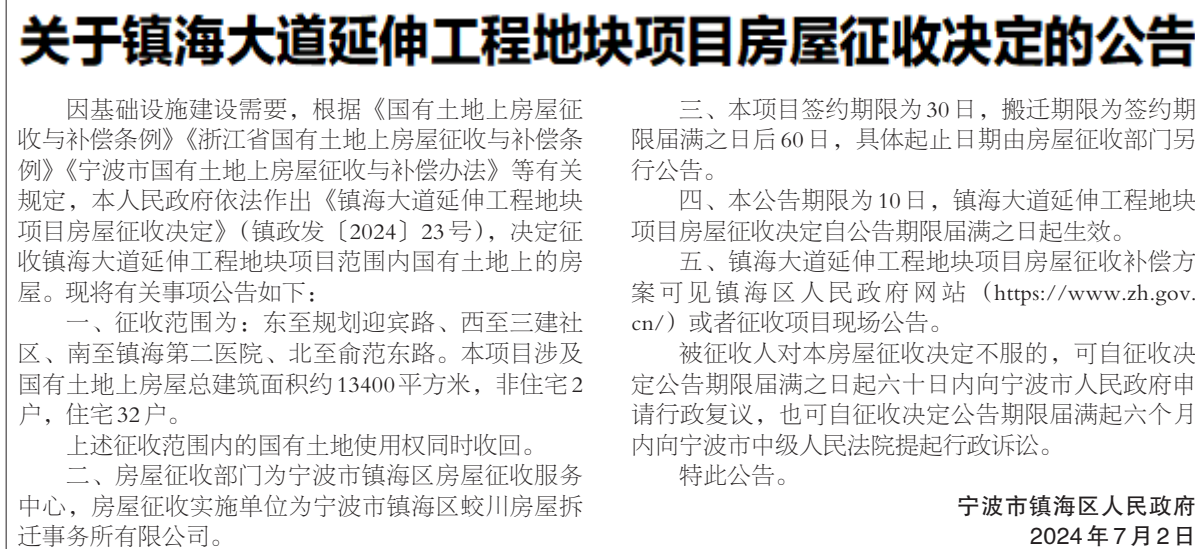 关于镇海大道延伸工程地块项目房屋征收决定的公告
因基础设施建设需要，根据《国有土地上房屋征
收与补偿条例》《浙江省国有土地上房屋征收与补偿条
例》《宁波市国有土地上房屋征收与补偿办法》等有关
规定，本人民政府依法作出《镇海大道延伸工程地块
项目房屋征收决定》（镇政发〔2024〕23号），决定征
收镇海大道延伸工程地块项目范围内国有土地上的房
屋。现将有关事项公告如下：
一、征收范围为：东至规划迎宾路、西至三建社
区、南至镇海第二医院、北至俞范东路。本项目涉及
国有土地上房屋总建筑面积约13400平方米，非住宅2
户，住宅32户。
上述征收范围内的国有土地使用权同时收回。
二、房屋征收部门为宁波市镇海区房屋征收服务
中心，房屋征收实施单位为宁波市镇海区蛟川房屋拆
迁事务所有限公司。
三、本项目签约期限为30日，搬迁期限为签约期
限届满之日后60日，具体起止日期由房屋征收部门另
行公告。
四、本公告期限为10日，镇海大道延伸工程地块
项目房屋征收决定自公告期限届满之日起生效。
五、镇海大道延伸工程地块项目房屋征收补偿方
案可见镇海区人民政府网站（https://www.zh.gov.
cn/）或者征收项目现场公告。
被征收人对本房屋征收决定不服的，可自征收决
定公告期限届满之日起六十日内向宁波市人民政府申
请行政复议，也可自征收决定公告期限届满起六个月
内向宁波市中级人民法院提起行政诉讼。
特此公告。
宁波市镇海区人民政府
2024年7月2日